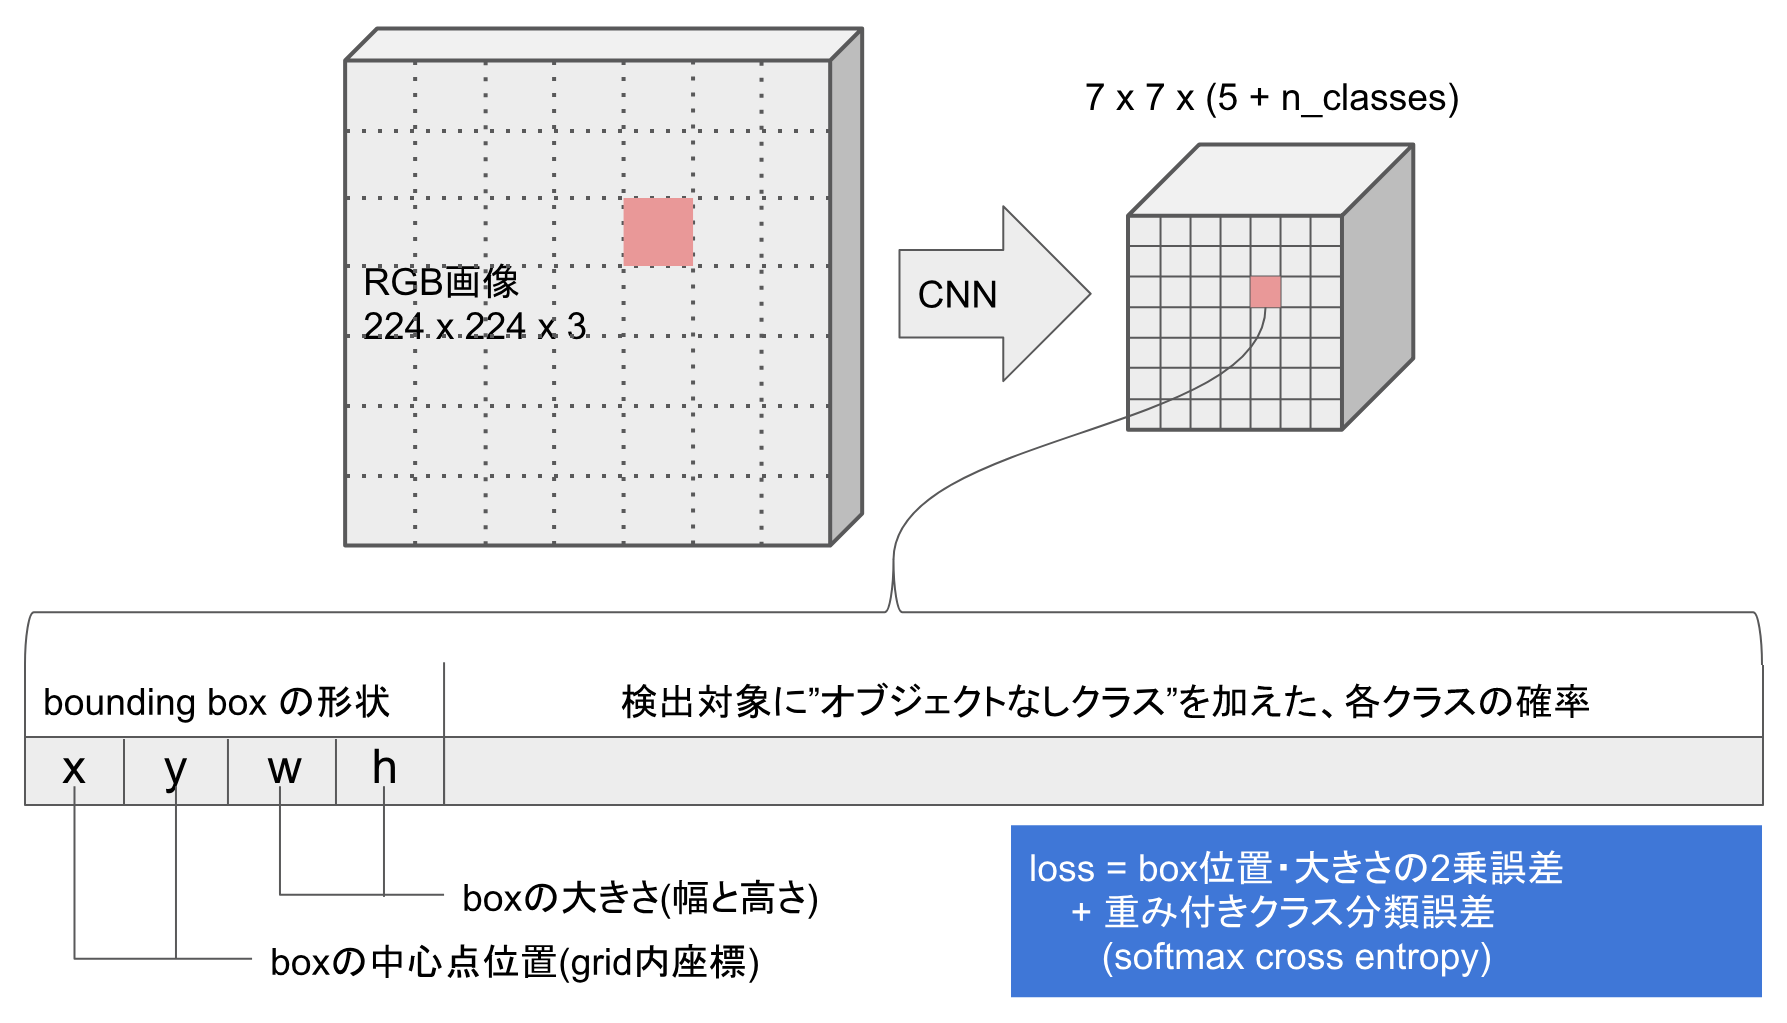 7 x 7 x (5 + n_classes)
RGB画像
224 x 224 x 3
CNN
bounding box の形状
検出対象に”オブジェクトなしクラス”を加えた、各クラスの確率
x y w h
boxの大きさ(幅と高さ)
boxの中心点位置(grid内座標)
loss = box位置・大きさの2乗誤差
+ 重み付きクラス分類誤差
(softmax cross entropy)